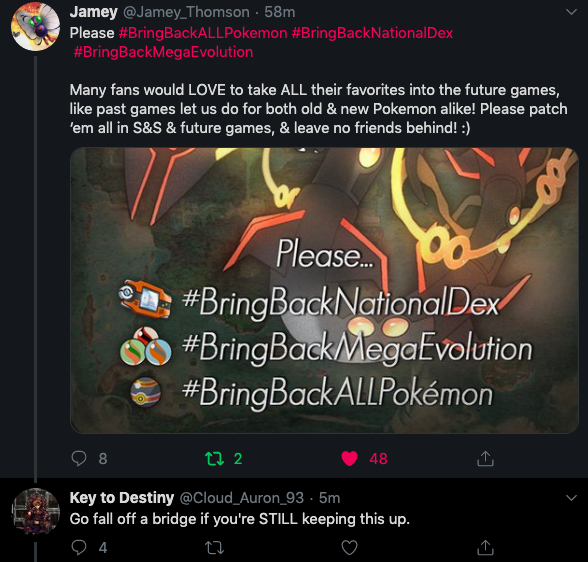 Jamey @Jamey_Thomson · 58m
Please #BringBackALLPokemon #BringBackNationalDex
#BringBackMegaEvolution
Many fans would LOVE to take ALL their favorites into the future games,
like past games let us do for both old & new Pokemon alike! Please patch
'em all in S&S & future games, & leave no friends behind! :)
Please...
#BringBackNationalDex
#BringBackMegaEvolution
#BringBackALLPokémon
8 2 48
Key to Destiny @Cloud_Auron_93 · 5m
Go fall off a bridge if you're STILL keeping this up.
4